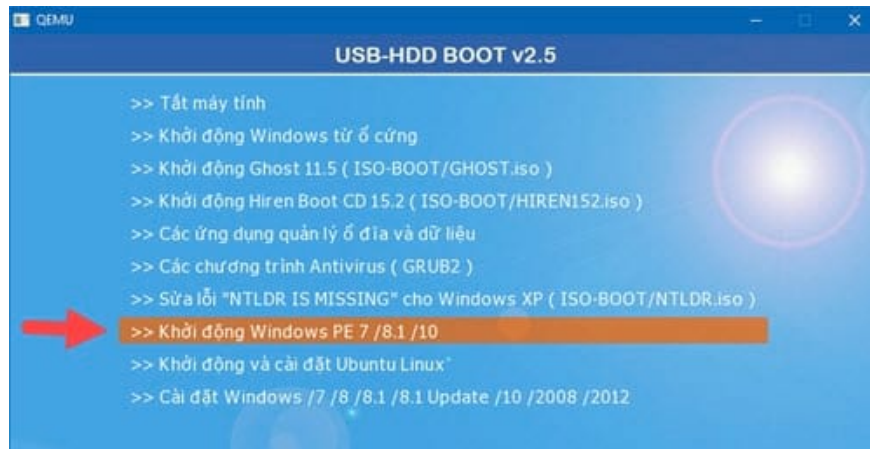 QEMU
USB-HDD BOOT v2.5
>> Tắt máy tính
>> Khởi động Windows từ ổ cứng
>> Khởi động Ghost 11.5 ( ISO-BOOT/GHOST.iso )
>> Khởi động Hiren Boot CD 15.2 ( ISO-BOOT/HIREN152.iso )
>> Các ứng dụng quản lý ổ đĩa và dữ liệu
>> Các chương trình Antivirus ( GRUB2 )
>> Sửa lỗi "NTLDR IS MISSING" cho Windows XP ( ISO-BOOT/NTLDR.iso )
>> Khởi động Windows PE 7 /8.1 /10
>> Khởi động và cài đặt Ubuntu Linux"
>> Cài đặt Windows /7 /8 /8.1 /8.1 Update /10 /2008 /2012